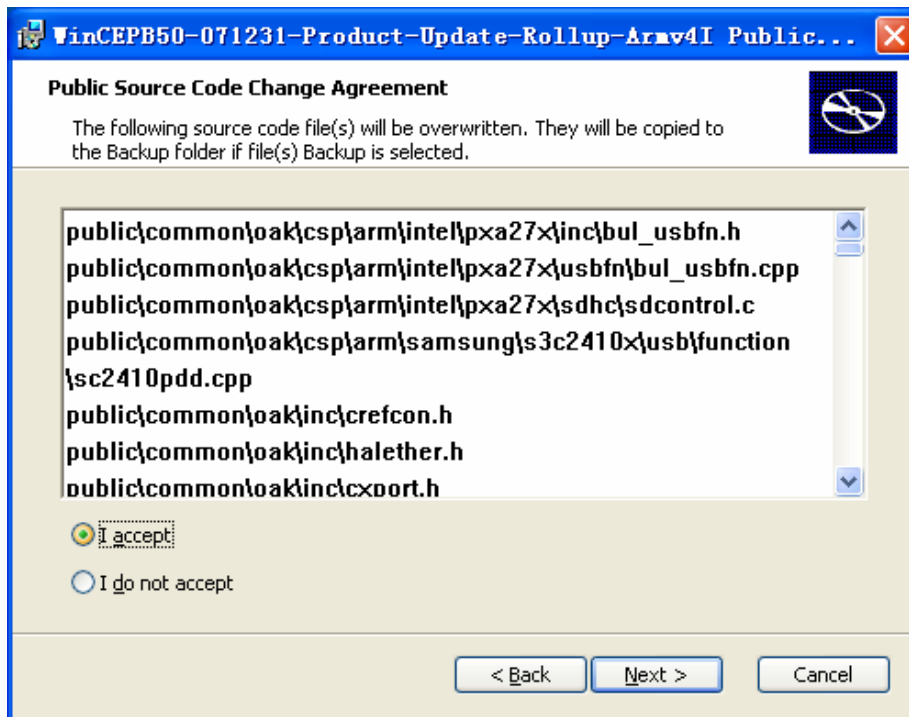 WinCEPB50-071231-Product-Update-Rollup-Armv4I Public...
Public Source Code Change Agreement
The following source code file(s) will be overwritten. They will be copied to
the Backup folder if file(s) Backup is selected.
public\common\oak\csp\arm\intel\pxa27x\inc\bul_usbfn.h
public\common\oak\csp\arm\intel\pxa27x\usbfn\bul_usbfn.cpp
public\common\oak\csp\arm\intel\pxa27x\sdhc\sdcontrol.c
public\common\oak\csp\arm\samsung\s3c2410x\usb\function
\sc2410pdd.cpp
public\common\oak\inc\crefcon.h
public\common\oak\inc\halether.h
public\common\oak\inc\cxport.h
I accept
I do not accept
< Back
Next >
Cancel